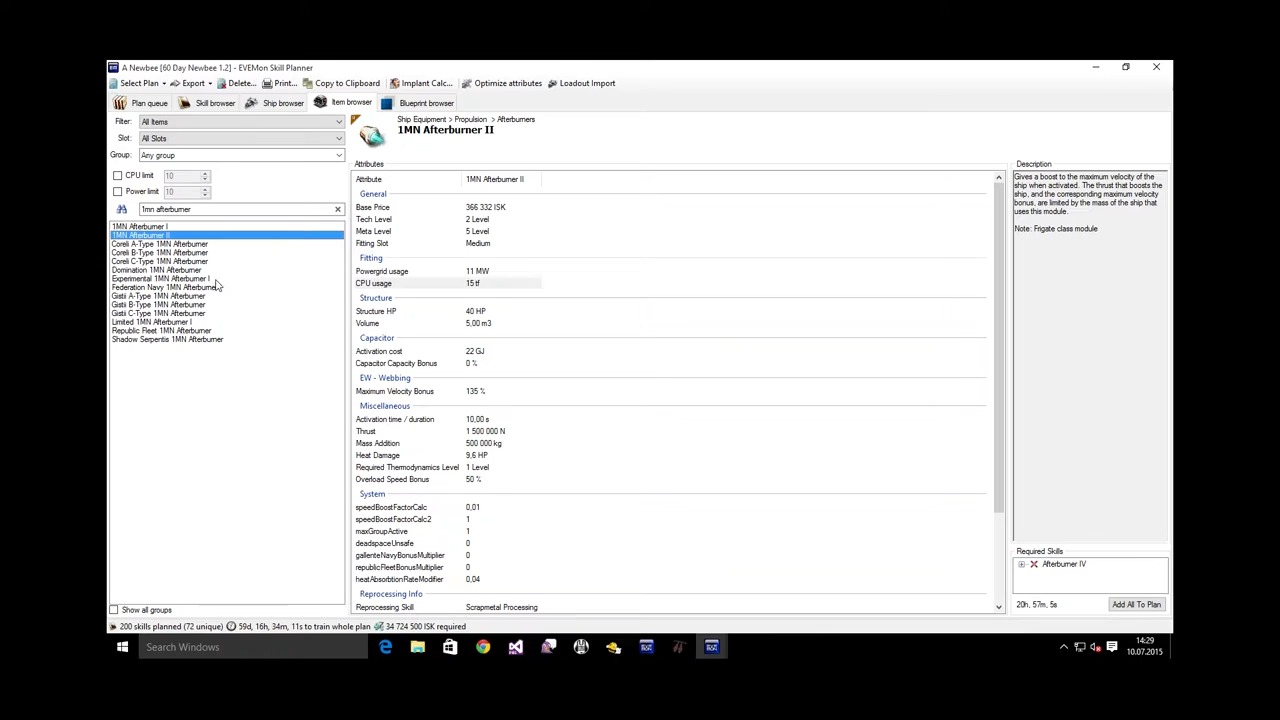 A Newbee [60 Day Newbee 1.2] - EVEMon Skill Planner
Select Plan Export Delete... Print... Copy to Clipboard Implant Calc... Optimize attributes Loadout Import
Plan queue Skill browser Ship browser Item browser Blueprint browser
Filter: All Items
Slot: All Slots
Group: Any group
CPU limit 10
Power limit 10
1mn afterburner
1MN Afterburner I
1MN Afterburner II
Coreli A-Type 1MN Afterburner
Coreli B-Type 1MN Afterburner
Coreli C-Type 1MN Afterburner
Domination 1MN Afterburner
Experimental 1MN Afterburner I
Federation Navy 1MN Afterburner
Gistii A-Type 1MN Afterburner
Gistii B-Type 1MN Afterburner
Gistii C-Type 1MN Afterburner
Limited 1MN Afterburner I
Republic Fleet 1MN Afterburner
Shadow Serpentis 1MN Afterburner
Show all groups
Ship Equipment > Propulsion > Afterburners
1MN Afterburner II
Attributes
Attribute 1MN Afterburner II
General
Base Price 366 332 ISK
Tech Level 2 Level
Meta Level 5 Level
Fitting Slot Medium
Fitting
Powergrid usage 11 MW
CPU usage 15 tf
Structure
Structure HP 40 HP
Volume 5,00 m3
Capacitor
Activation cost 22 GJ
Capacitor Capacity Bonus 0 %
EW - Webbing
Maximum Velocity Bonus 135 %
Miscellaneous
Activation time / duration 10,00 s
Thrust 1 500 000 N
Mass Addition 500 000 kg
Heat Damage 9,6 HP
Required Thermodynamics Level 1 Level
Overload Speed Bonus 50 %
System
speedBoostFactorCalc 0,01
speedBoostFactorCalc2 1
maxGroupActive 1
deadspaceUnsafe 0
gallenteNavyBonusMultiplier 0
republicFleetBonusMultiplier 0
heatAbsorbtionRateModifier 0,04
Reprocessing Info
Reprocessing Skill Scrapmetal Processing
Description
Gives a boost to the maximum velocity of the
ship when activated. The thrust that boosts the
ship, and the corresponding maximum velocity
bonus, are limited by the mass of the ship that
uses this module.
Note: Frigate class module
Required Skills
Afterburner IV
20h, 57m, 5s Add All To Plan
200 skills planned (72 unique) 59d, 16h, 34m, 11s to train whole plan 34 724 500 ISK required
Search Windows
14:29
10.07.2015